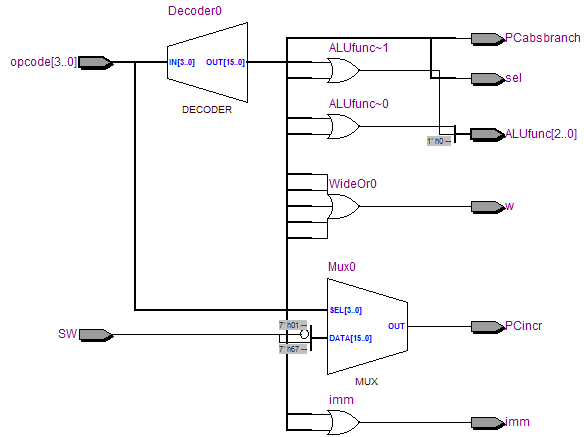 Decoder0
opcode[3..0]
IN[3..0] OUT[15..0]
DECODER
ALUfunc~1
PCabsbranch
sel
ALUfunc~0
1' h0
ALUfunc[2..0]
WideOr0
w
Mux0
SEL[3..0]
7' h01
SW
DATA[15..0]
OUT
PCincr
7' h67
MUX
imm
imm